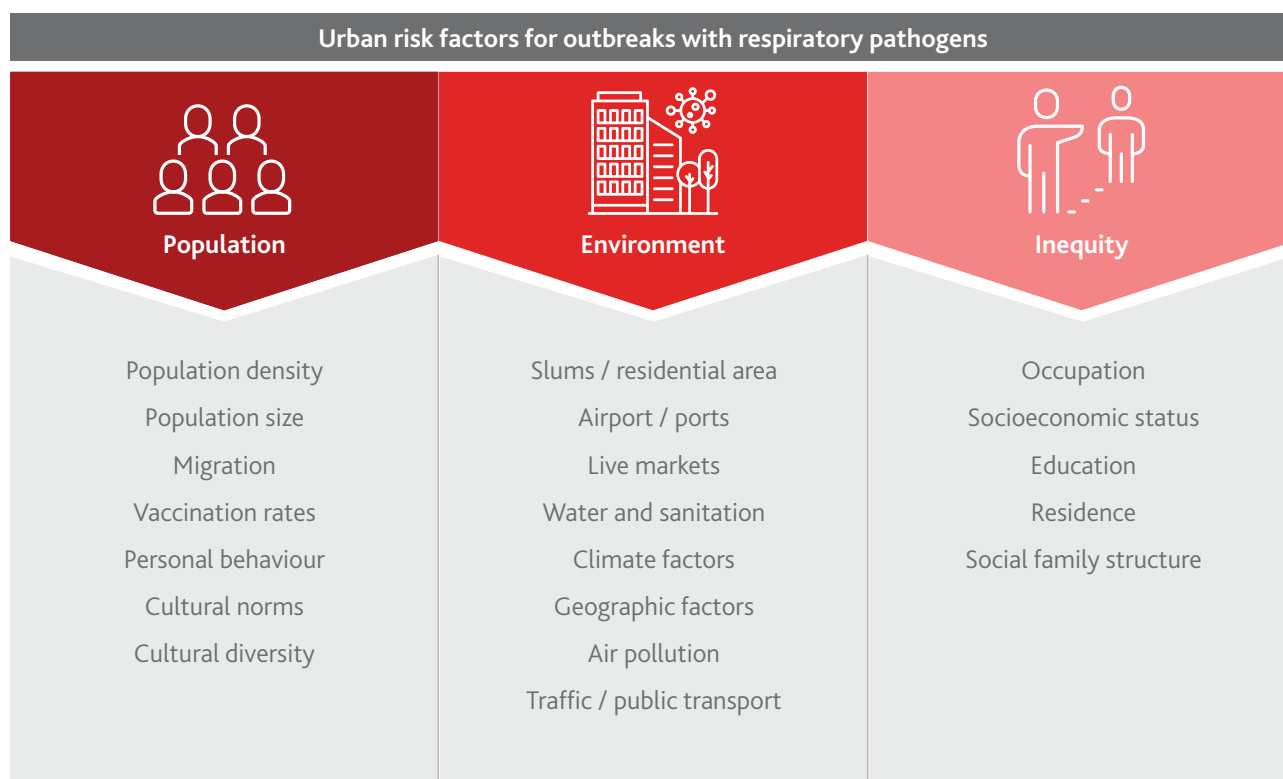 Urban risk factors for outbreaks with respiratory pathogens
Population
Population density
Population size
Migration
Vaccination rates
Personal behaviour
Cultural norms
Cultural diversity
Environment
Slums / residential area
Airport / ports
Live markets
Water and sanitation
Climate factors
Geographic factors
Air pollution
Traffic / public transport
Inequity
Occupation
Socioeconomic status
Education
Residence
Social family structure